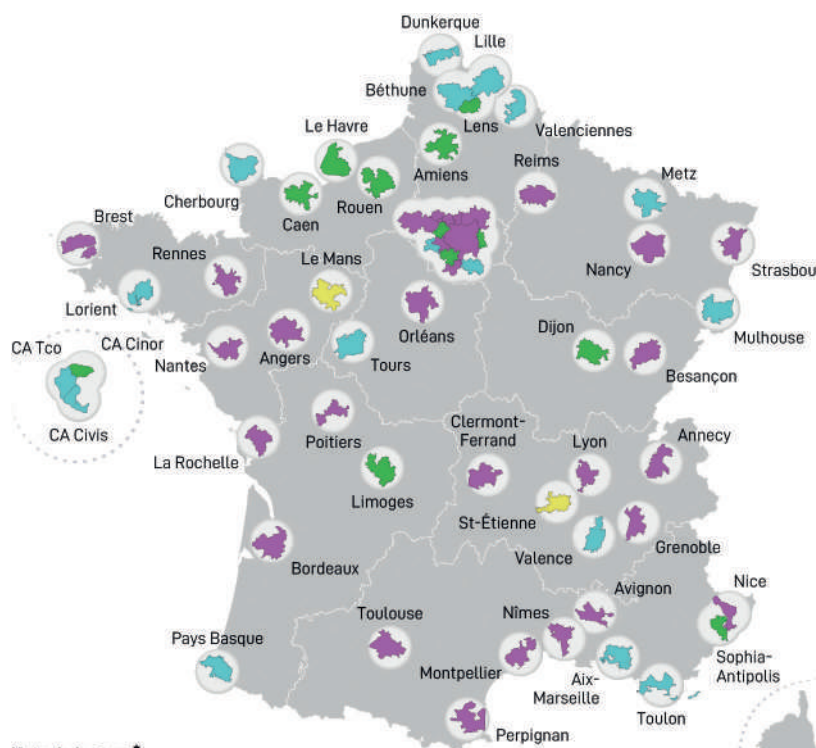 Dunkerque
Lille
Béthune
Lens
Valenciennes
Le Havre
Amiens
Reims
Metz
Cherbourg
Caen
Rouen
Brest
Rennes
Le Mans
Nancy
Strasbou
Lorient
Orléans
Dijon
Mulhouse
CA Tco
CA Cinor
Nantes
Angers
Tours
Besançon
CA Civis
Poitiers
Clermont-
Ferrand
Lyon
Annecy
La Rochelle
Limoges
St-Étienne
Valence
Grenoble
Bordeaux
Avignon
Nice
Toulouse
Nîmes
Pays Basque
Montpellier
Aix-
Marseille
Sophia-
Antipolis
Toulon
Perpignan